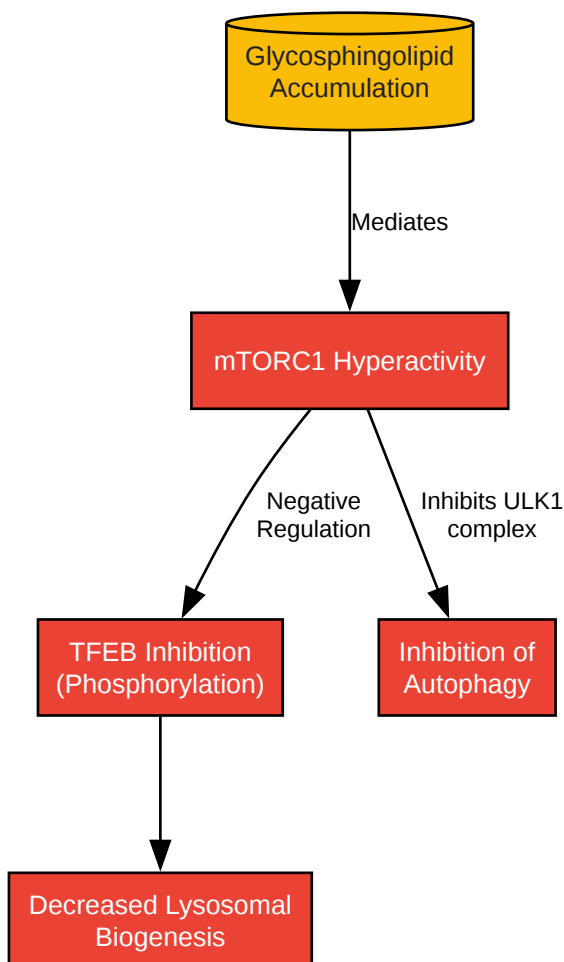 Glycosphingolipid
Accumulation
Mediates
mTORC1 Hyperactivity
Negative
Regulation
Inhibits ULK1
complex
TFEB Inhibition
(Phosphorylation)
Inhibition of
Autophagy
Decreased Lysosomal
Biogenesis